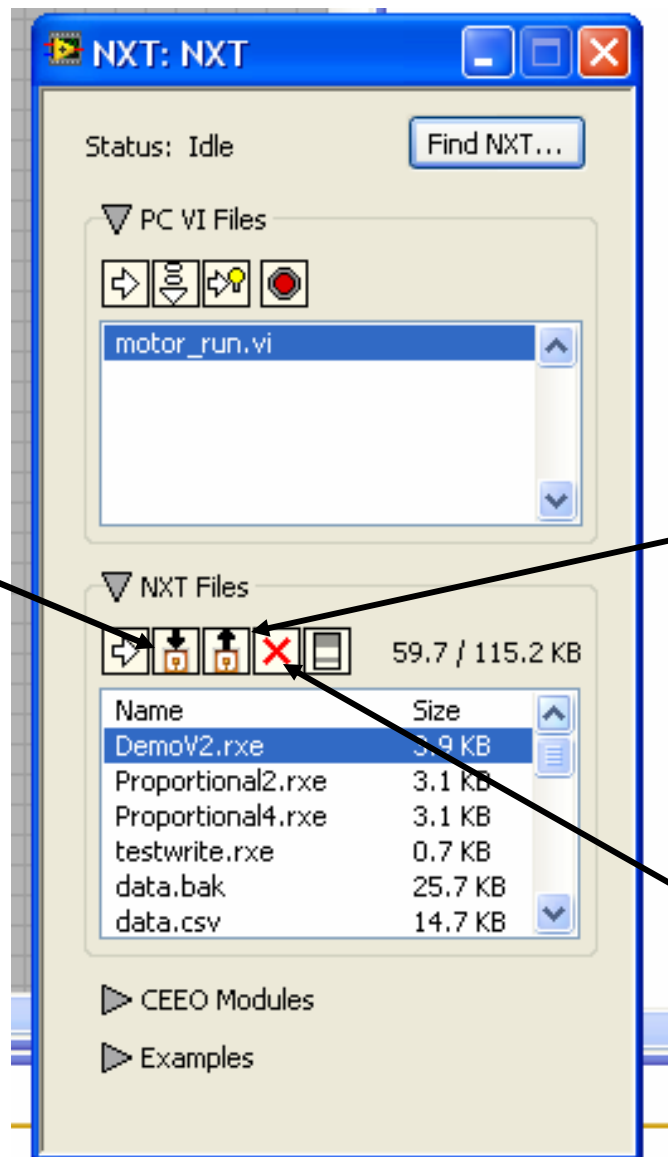 NXT: NXT
Status: Idle
Find NXT...
PC VI Files
motor_run.vi
NXT Files
59.7 / 115.2 KB
Name Size
DemoV2.rxe 3.9 KB
Proportional2.rxe 3.1 KB
Proportional4.rxe 3.1 KB
testwrite.rxe 0.7 KB
data.bak 25.7 KB
data.csv 14.7 KB
CEEO Modules
Examples